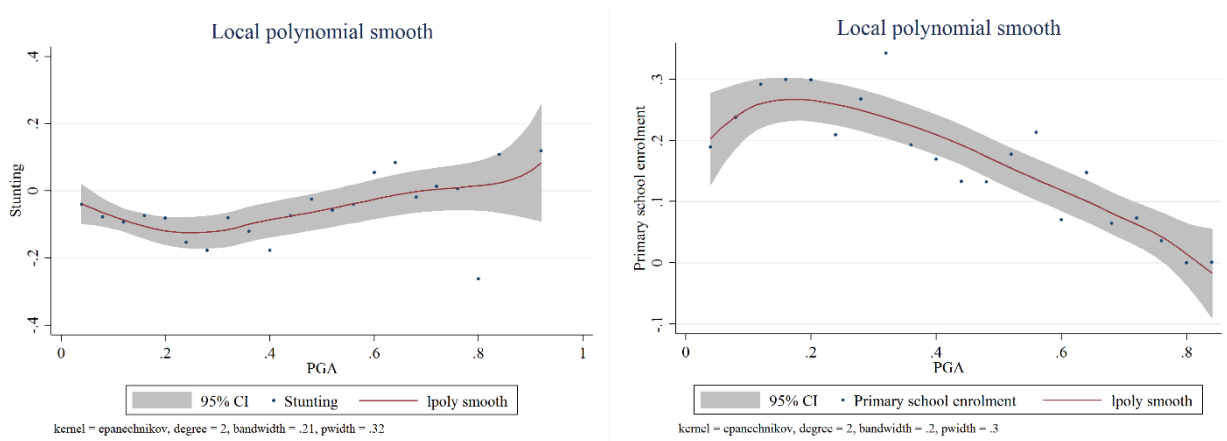 Local polynomial smooth
Stunting
.4
.2
0
-.2
-.4
0
.2
.4
.6
.8
1
PGA
95% CI
Stunting
lpoly smooth
kernel = epanechnikov, degree = 2, bandwidth = .21, pwidth = .32
Local polynomial smooth
Primary school enrolment
.3
.2
.1
0
-.1
0
.2
.4
.6
.8
PGA
95% CI
Primary school enrolment
lpoly smooth
kernel = epanechnikov, degree = 2, bandwidth = .2, pwidth = .3